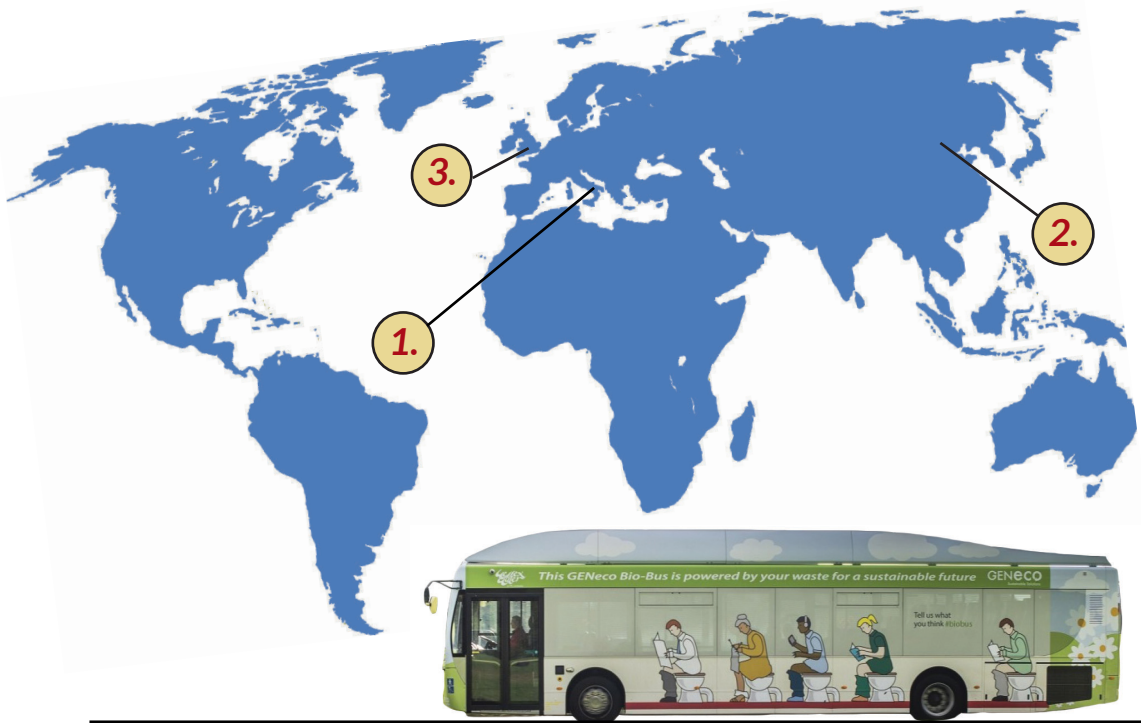 3.
2.
1.
This GENeco Bio-Bus is powered by your waste for a sustainable future
GENeco
Tell us what
you think #biobus